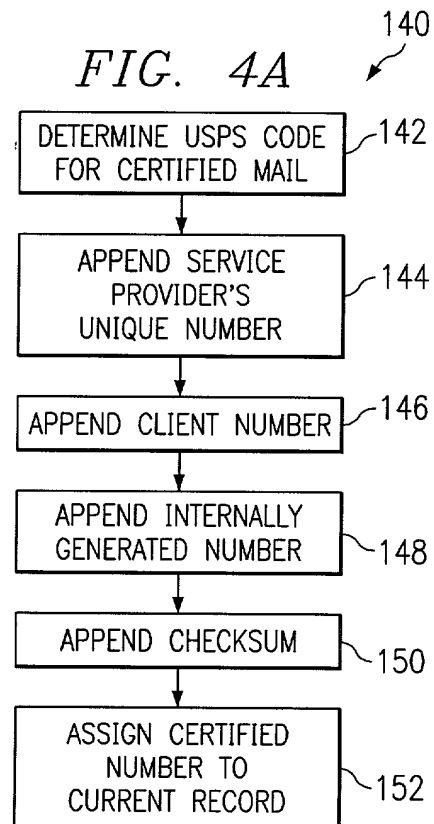 140
FIG. 4A
DETERMINE USPS CODE
FOR CERTIFIED MAIL
142
APPEND SERVICE
PROVIDER'S
UNIQUE NUMBER
144
APPEND CLIENT NUMBER
146
APPEND INTERNALLY
GENERATED NUMBER
148
APPEND CHECKSUM
150
ASSIGN CERTIFIED
NUMBER TO
CURRENT RECORD
152